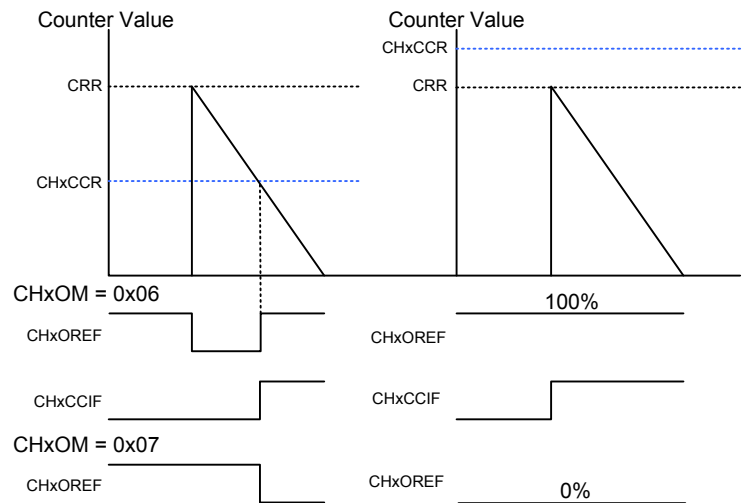 Counter Value
Counter Value
CHxCCR
CRR
CRR
CHxCCR
CHxOM = 0x06
100%
CHxOREF
CHxOREF
CHxCCIF
CHxCCIF
CHxOM = 0x07
CHxOREF
CHxOREF
0%